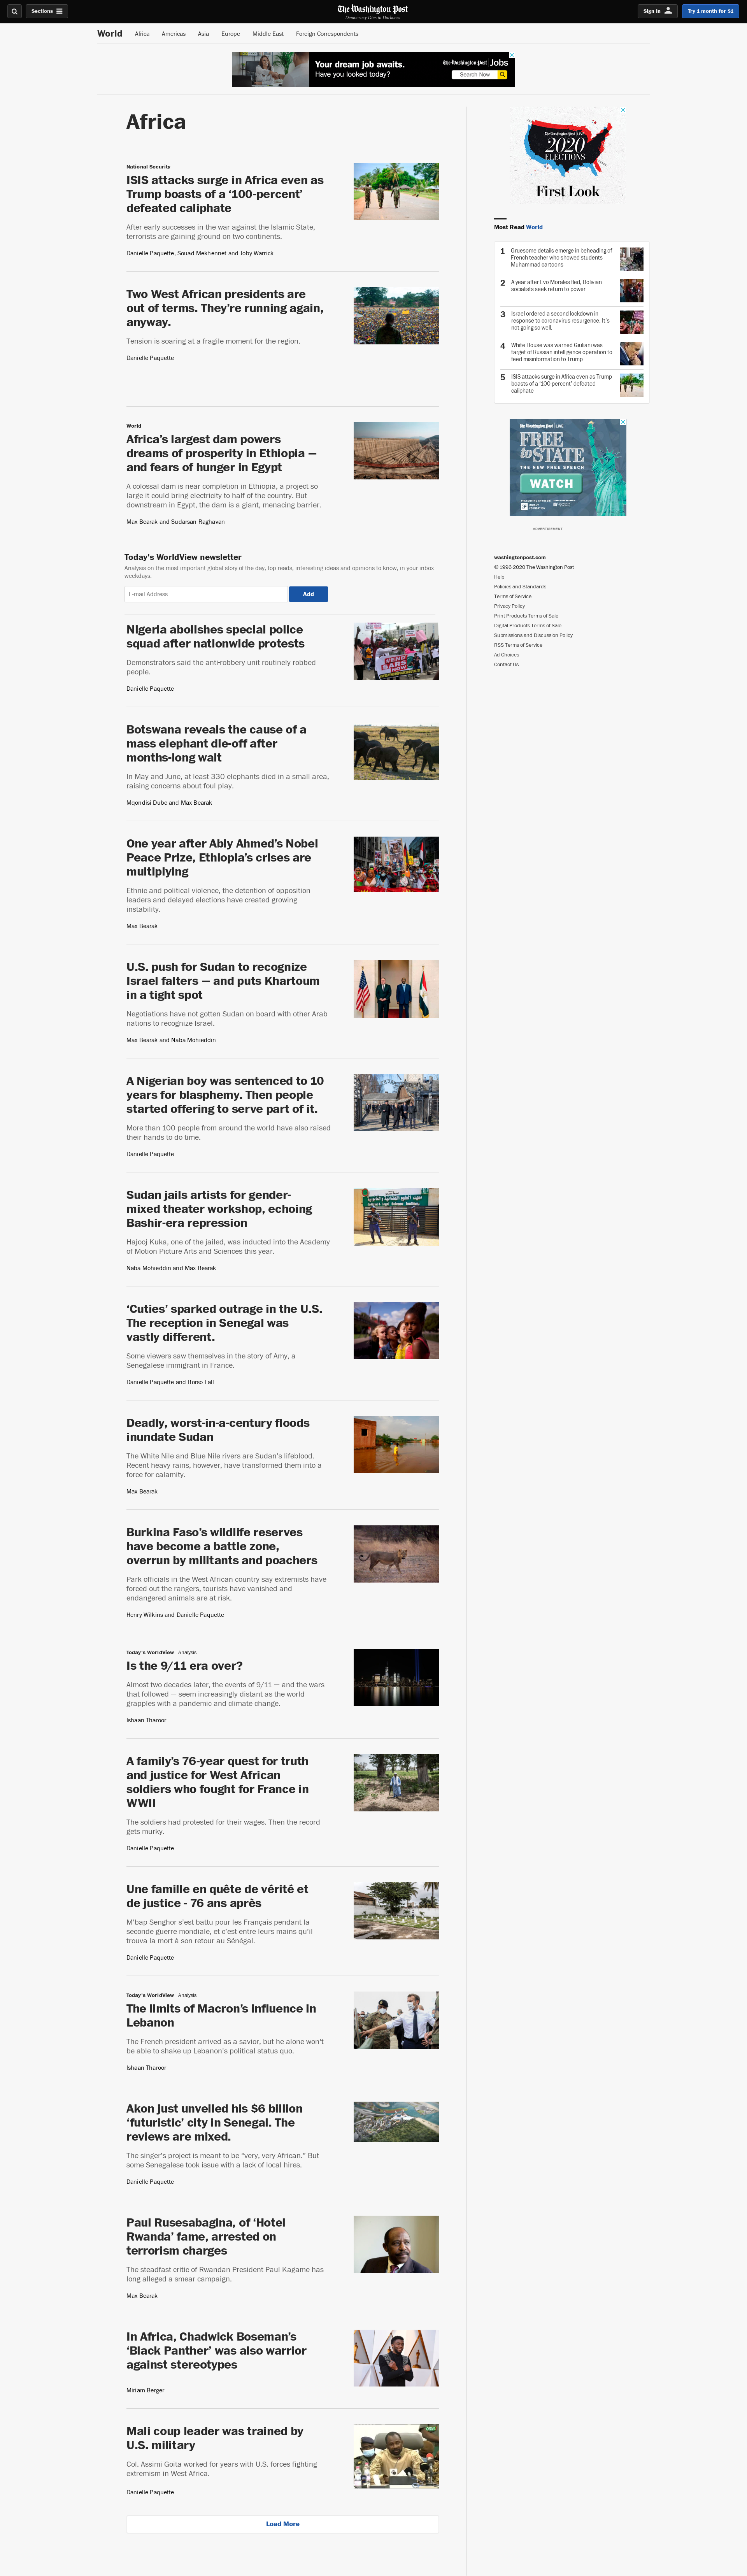 Sections
The Washington Post
Democracy Dies in Darkness
Sign In
Try 1 month for $1
World
Africa
Americas
Asia
Europe
Middle East
Foreign Correspondents
Your dream job awaits.
Have you looked today?
The Washington Post Jobs
Search Now
Africa
National Security
ISIS attacks surge in Africa even as
Trump boasts of a ‘100-percent’
defeated caliphate
After early successes in the war against the Islamic State,
terrorists are gaining ground on two continents.
Danielle Paquette, Souad Mekhennet and Joby Warrick
Two West African presidents are
out of terms. They’re running again,
anyway.
Tension is soaring at a fragile moment for the region.
Danielle Paquette
World
Africa’s largest dam powers
dreams of prosperity in Ethiopia —
and fears of hunger in Egypt
A colossal dam is near completion in Ethiopia, a project so
large it could bring electricity to half of the country. But
downstream in Egypt, the dam is a giant, menacing barrier.
Max Bearak and Sudarsan Raghavan
Today's WorldView newsletter
Analysis on the most important global story of the day, top reads, interesting ideas and opinions to know, in your inbox
weekdays.
E-mail Address
Add
Nigeria abolishes special police
squad after nationwide protests
Demonstrators said the anti-robbery unit routinely robbed
people.
Danielle Paquette
Botswana reveals the cause of a
mass elephant die-off after
months-long wait
In May and June, at least 330 elephants died in a small area,
raising concerns about foul play.
Mqondisi Dube and Max Bearak
One year after Abiy Ahmed’s Nobel
Peace Prize, Ethiopia’s crises are
multiplying
Ethnic and political violence, the detention of opposition
leaders and delayed elections have created growing
instability.
Max Bearak
U.S. push for Sudan to recognize
Israel falters — and puts Khartoum
in a tight spot
Negotiations have not gotten Sudan on board with other Arab
nations to recognize Israel.
Max Bearak and Naba Mohieddin
A Nigerian boy was sentenced to 10
years for blasphemy. Then people
started offering to serve part of it.
More than 100 people from around the world have also raised
their hands to do time.
Danielle Paquette
Sudan jails artists for gender-
mixed theater workshop, echoing
Bashir-era repression
Hajooj Kuka, one of the jailed, was inducted into the Academy
of Motion Picture Arts and Sciences this year.
Naba Mohieddin and Max Bearak
‘Cuties’ sparked outrage in the U.S.
The reception in Senegal was
vastly different.
Some viewers saw themselves in the story of Amy, a
Senegalese immigrant in France.
Danielle Paquette and Borso Tall
Deadly, worst-in-a-century floods
inundate Sudan
The White Nile and Blue Nile rivers are Sudan’s lifeblood.
Recent heavy rains, however, have transformed them into a
force for calamity.
Max Bearak
Burkina Faso’s wildlife reserves
have become a battle zone,
overrun by militants and poachers
Park officials in the West African country say extremists have
forced out the rangers, tourists have vanished and
endangered animals are at risk.
Henry Wilkins and Danielle Paquette
Today's WorldView Analysis
Is the 9/11 era over?
Almost two decades later, the events of 9/11 — and the wars
that followed — seem increasingly distant as the world
grapples with a pandemic and climate change.
Ishaan Tharoor
A family’s 76-year quest for truth
and justice for West African
soldiers who fought for France in
WWII
The soldiers had protested for their wages. Then the record
gets murky.
Danielle Paquette
Une famille en quête de vérité et
de justice - 76 ans après
M’bap Senghor s’est battu pour les Français pendant la
seconde guerre mondiale, et c’est entre leurs mains qu’il
trouva la mort à son retour au Sénégal.
Danielle Paquette
Today's WorldView Analysis
The limits of Macron’s influence in
Lebanon
The French president arrived as a savior, but he alone won’t
be able to shake up Lebanon’s political status quo.
Ishaan Tharoor
Akon just unveiled his $6 billion
‘futuristic’ city in Senegal. The
reviews are mixed.
The singer’s project is meant to be “very, very African.” But
some Senegalese took issue with a lack of local hires.
Danielle Paquette
Paul Rusesabagina, of ‘Hotel
Rwanda’ fame, arrested on
terrorism charges
The steadfast critic of Rwandan President Paul Kagame has
long alleged a smear campaign.
Max Bearak
In Africa, Chadwick Boseman’s
‘Black Panther’ was also warrior
against stereotypes
Miriam Berger
Mali coup leader was trained by
U.S. military
Col. Assimi Goita worked for years with U.S. forces fighting
extremism in West Africa.
Danielle Paquette
Load More
The Washington Post LIVE
2020
ELECTIONS
First Look
Most Read World
1 Gruesome details emerge in beheading of
French teacher who showed students
Muhammad cartoons
2 A year after Evo Morales fled, Bolivian
socialists seek return to power
3 Israel ordered a second lockdown in
response to coronavirus resurgence. It’s
not going so well.
4 White House was warned Giuliani was
target of Russian intelligence operation to
feed misinformation to Trump
5 ISIS attacks surge in Africa even as Trump
boasts of a ‘100-percent’ defeated
caliphate
The Washington Post LIVE
FREE
to STATE
THE NEW FREE SPEECH
WATCH
ADVERTISEMENT
washingtonpost.com
© 1996-2020 The Washington Post
Help
Policies and Standards
Terms of Service
Privacy Policy
Print Products Terms of Sale
Digital Products Terms of Sale
Submissions and Discussion Policy
RSS Terms of Service
Ad Choices
Contact Us